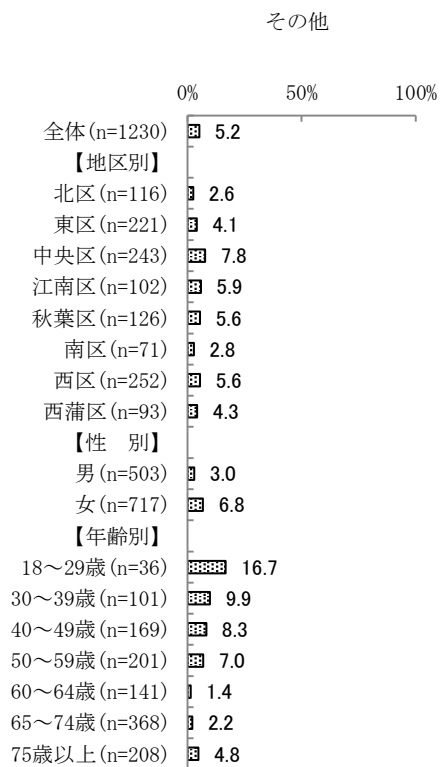 その他
0% 50% 100%
全体(n=1230) 5.2
【地区別】
北区(n=116) 2.6
東区(n=221) 4.1
中央区(n=243) 7.8
江南区(n=102) 5.9
秋葉区(n=126) 5.6
南区(n=71) 2.8
西区(n=252) 5.6
西蒲区(n=93) 4.3
【性　別】
男(n=503) 3.0
女(n=717) 6.8
【年齢別】
18～29歳(n=36) 16.7
30～39歳(n=101) 9.9
40～49歳(n=169) 8.3
50～59歳(n=201) 7.0
60～64歳(n=141) 1.4
65～74歳(n=368) 2.2
75歳以上(n=208) 4.8